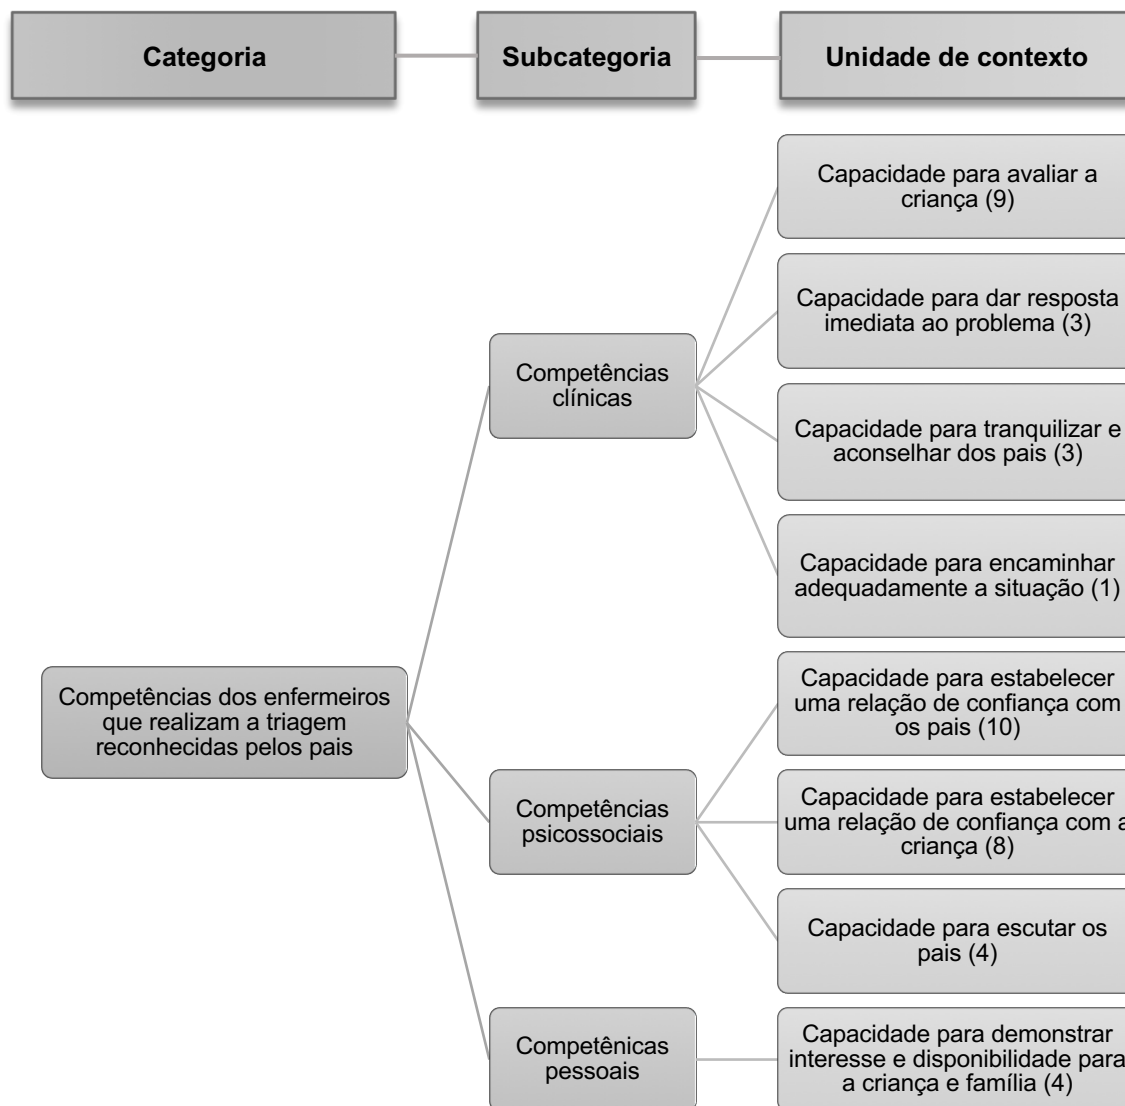 Categoria
Subcategoria
Unidade de contexto
Capacidade para avaliar a
criança (9)
Capacidade para dar resposta
imediata ao problema (3)
Competências
clínicas
Capacidade para tranquilizar e
aconselhar dos pais (3)
Capacidade para encaminhar
adequadamente a situação (1)
Competências dos enfermeiros
que realizam a triagem
reconhecidas pelos pais
Capacidade para estabelecer
uma relação de confiança com
os pais (10)
Competências
psicossociais
Capacidade para estabelecer
uma relação de confiança com a
criança (8)
Capacidade para escutar os
pais (4)
Competênicas
pessoais
Capacidade para demonstrar
interesse e disponibilidade para
a criança e família (4)